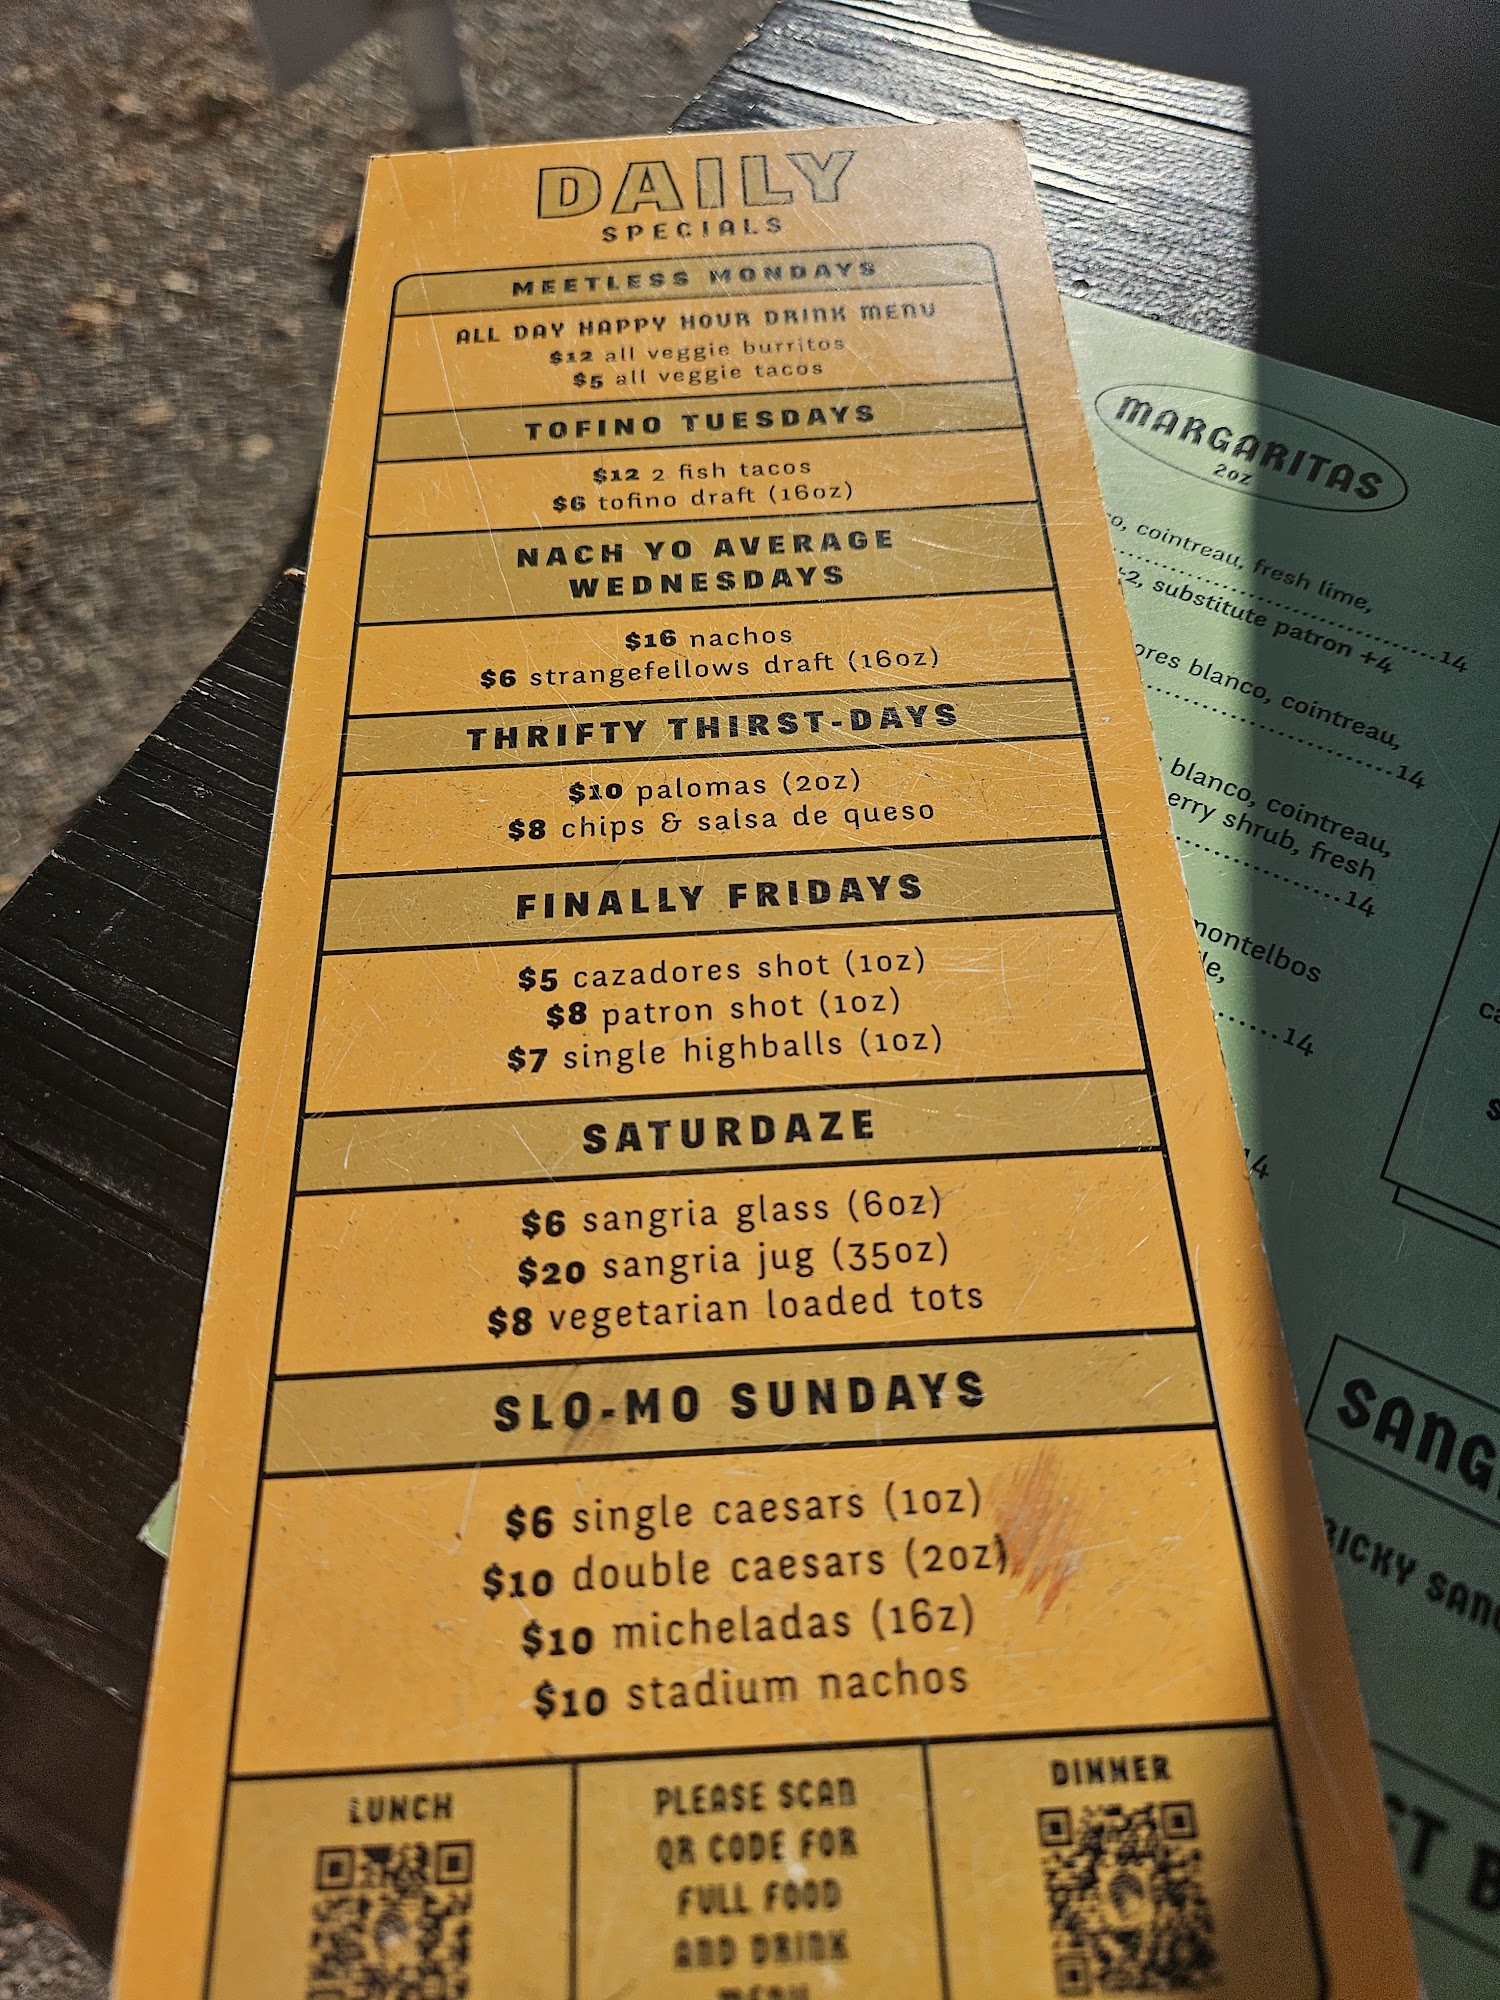 DAILY
SPECIALS
MEETLESS MONDAYS
ALL DAY HAPPY HOUR DRINK MENU
$12 all veggie burritos
$5 all veggie tacos
TOFINO TUESDAYS
$12 2 fish tacos
$6 tofino draft (16oz)
NACH YO AVERAGE
WEDNESDAYS
$16 nachos
$6 strangefellows draft (16oz)
THRIFTY THIRST-DAYS
$10 palomas (2oz)
$8 chips & salsa de queso
FINALLY FRIDAYS
$5 cazadores shot (1oz)
$8 patron shot (1oz)
$7 single highballs (1oz)
SATURDAZE
$6 sangria glass (6oz)
$20 sangria jug (35oz)
$8 vegetarian loaded tots
SLO-MO SUNDAYS
$6 single caesars (1oz)
$10 double caesars (2oz)
$10 micheladas (16z)
$10 stadium nachos
LUNCH
PLEASE SCAN
QR CODE FOR
FULL FOOD
AND DRINK
MENU
DINNER
MARGARITAS
2oz
cointreau, fresh lime,
..........14
substitute patron +4
blanco, cointreau,
..........14
blanco, cointreau,
shrub, fresh
..........14
..........14
14